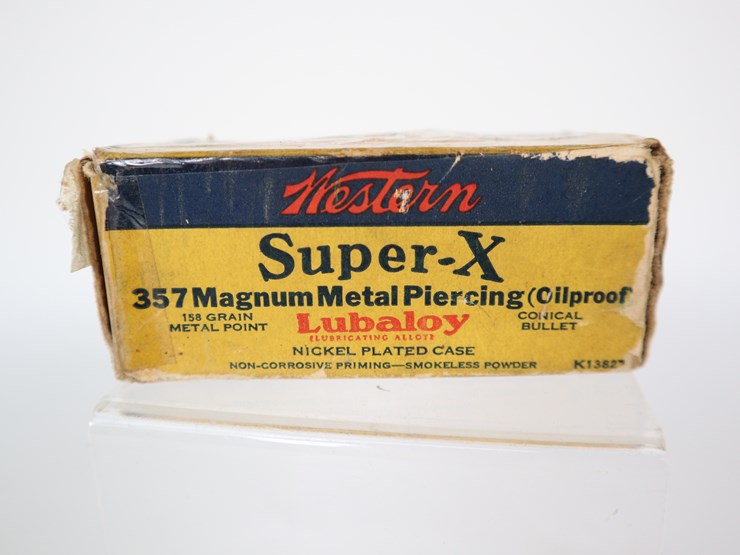 Western
Super-X
357 Magnum Metal Piercing (Oilproof
158 GRAIN
METAL POINT
Lubaloy
(LUBRICATING ALLOY)
CONICAL
BULLET
NICKEL PLATED CASE
NON-CORROSIVE PRIMING—SMOKELESS POWDER